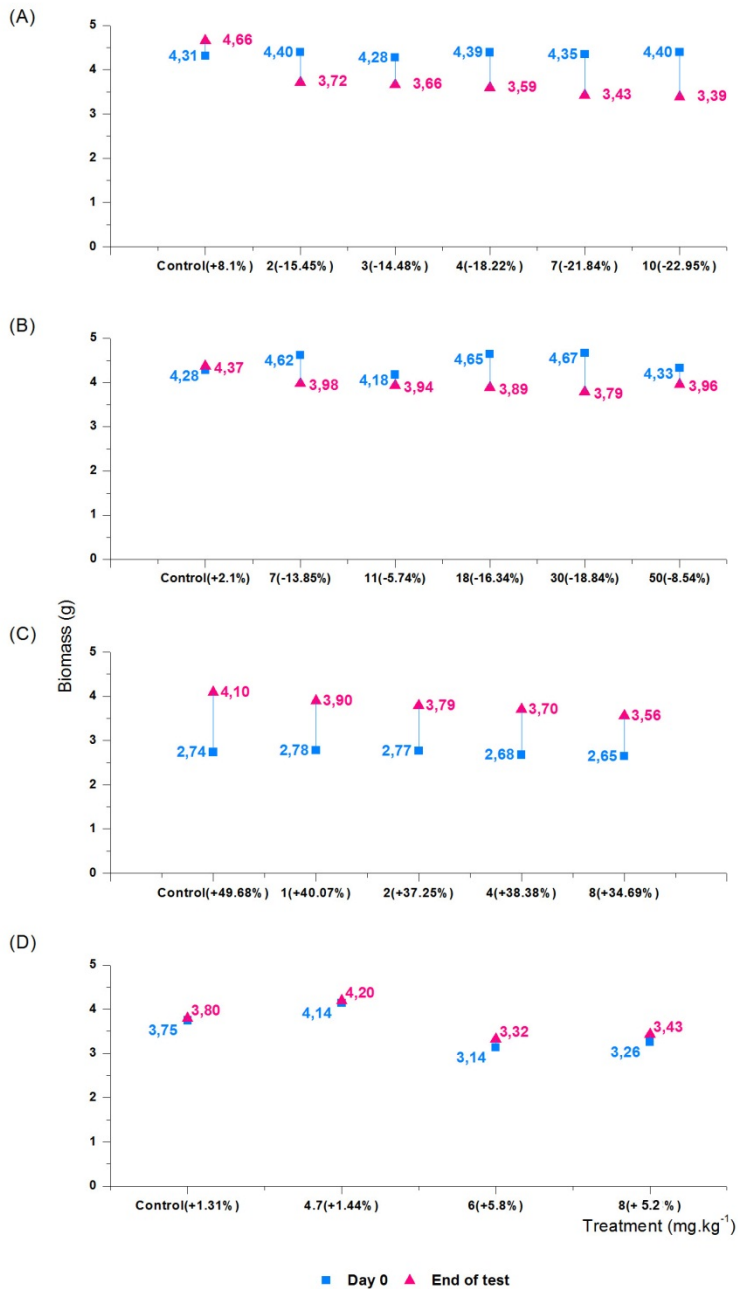 (A)
5
4
3
2
1
0
4,31 4,66 4,40 3,72 4,28 3,66 4,39 3,59 4,35 3,43 4,40 3,39
Control(+8.1%) 2(-15.45%) 3(-14.48%) 4(-18.22%) 7(-21.84%) 10(-22.95%)
(B)
5
4
3
2
1
0
4,28 4,37 4,62 3,98 4,18 3,94 4,65 3,89 4,67 3,79 4,33 3,96
Control(+2.1%) 7(-13.85%) 11(-5.74%) 18(-16.34%) 30(-18.84%) 50(-8.54%)
Biomass (g)
(C)
5
4
3
2
1
0
2,74 4,10 2,78 3,90 2,77 3,79 2,68 3,70 2,65 3,56
Control(+49.68%) 1(+40.07%) 2(+37.25%) 4(+38.38%) 8(+34.69%)
(D)
5
4
3
2
1
0
3,75 3,80 4,14 4,20 3,14 3,32 3,26 3,43
Control(+1.31%) 4.7(+1.44%) 6(+5.8%) 8(+ 5.2 %)
Treatment (mg.kg⁻¹)
Day 0 End of test